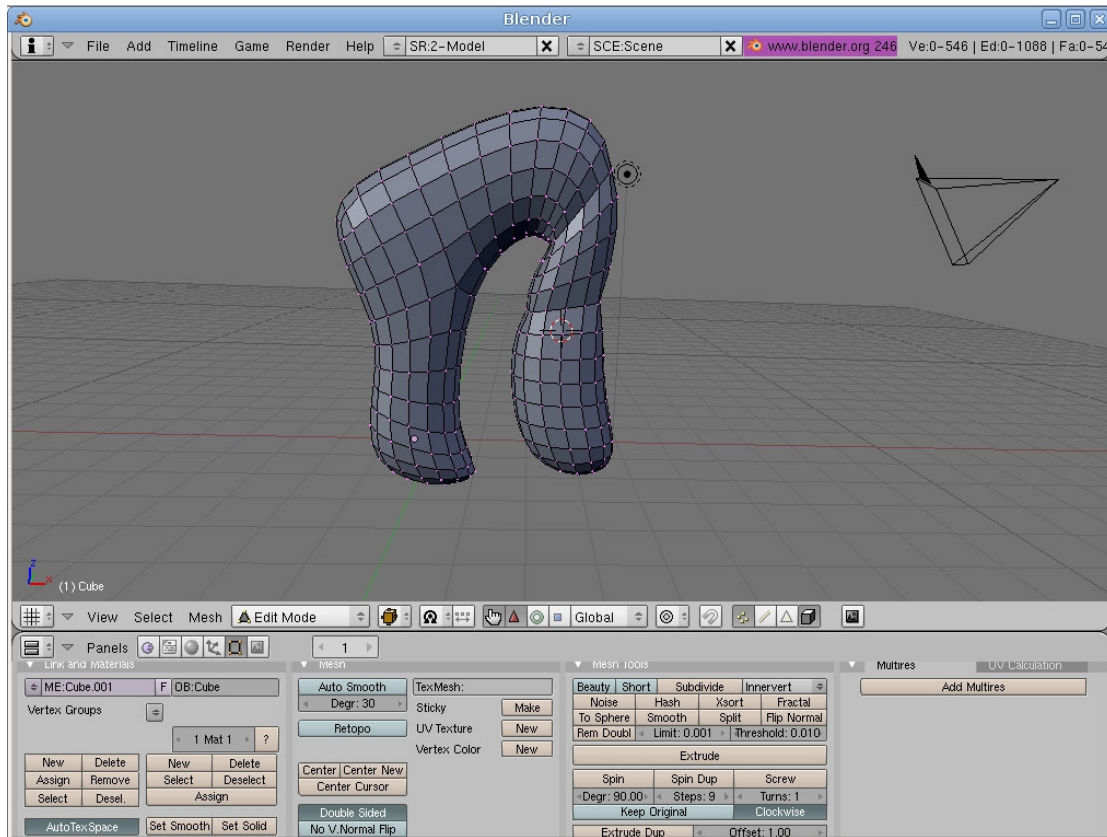 Blender
File Add Timeline Game Render Help SR:2-Model X SCE:Scene X www.blender.org 246 Ve:0-546 | Ed:0-1088 | Fa:0-54
z
x
(1) Cube
View Select Mesh Edit Mode Global
Panels 1
Link and Materials Mesh Mesh Tools Multires UV Calculation
ME:Cube.001 F OB:Cube
Vertex Groups
1 Mat 1 ?
New Delete New Delete
Assign Remove Select Deselect
Select Desel. Assign
AutoTexSpace Set Smooth Set Solid
Auto Smooth TexMesh:
Degr: 30 Sticky Make
Retopo UV Texture New
Vertex Color New
Center Center New
Center Cursor
Double Sided
No V.Normal Flip
Beauty Short Subdivide Innervert
Noise Hash Xsort Fractal
To Sphere Smooth Split Flip Normal
Rem Doubl Limit: 0.001 Threshold: 0.010
Extrude
Spin Spin Dup Screw
Degr: 90.00 Steps: 9 Turns: 1
Keep Original Clockwise
Extrude Dup Offset: 1.00
Add Multires